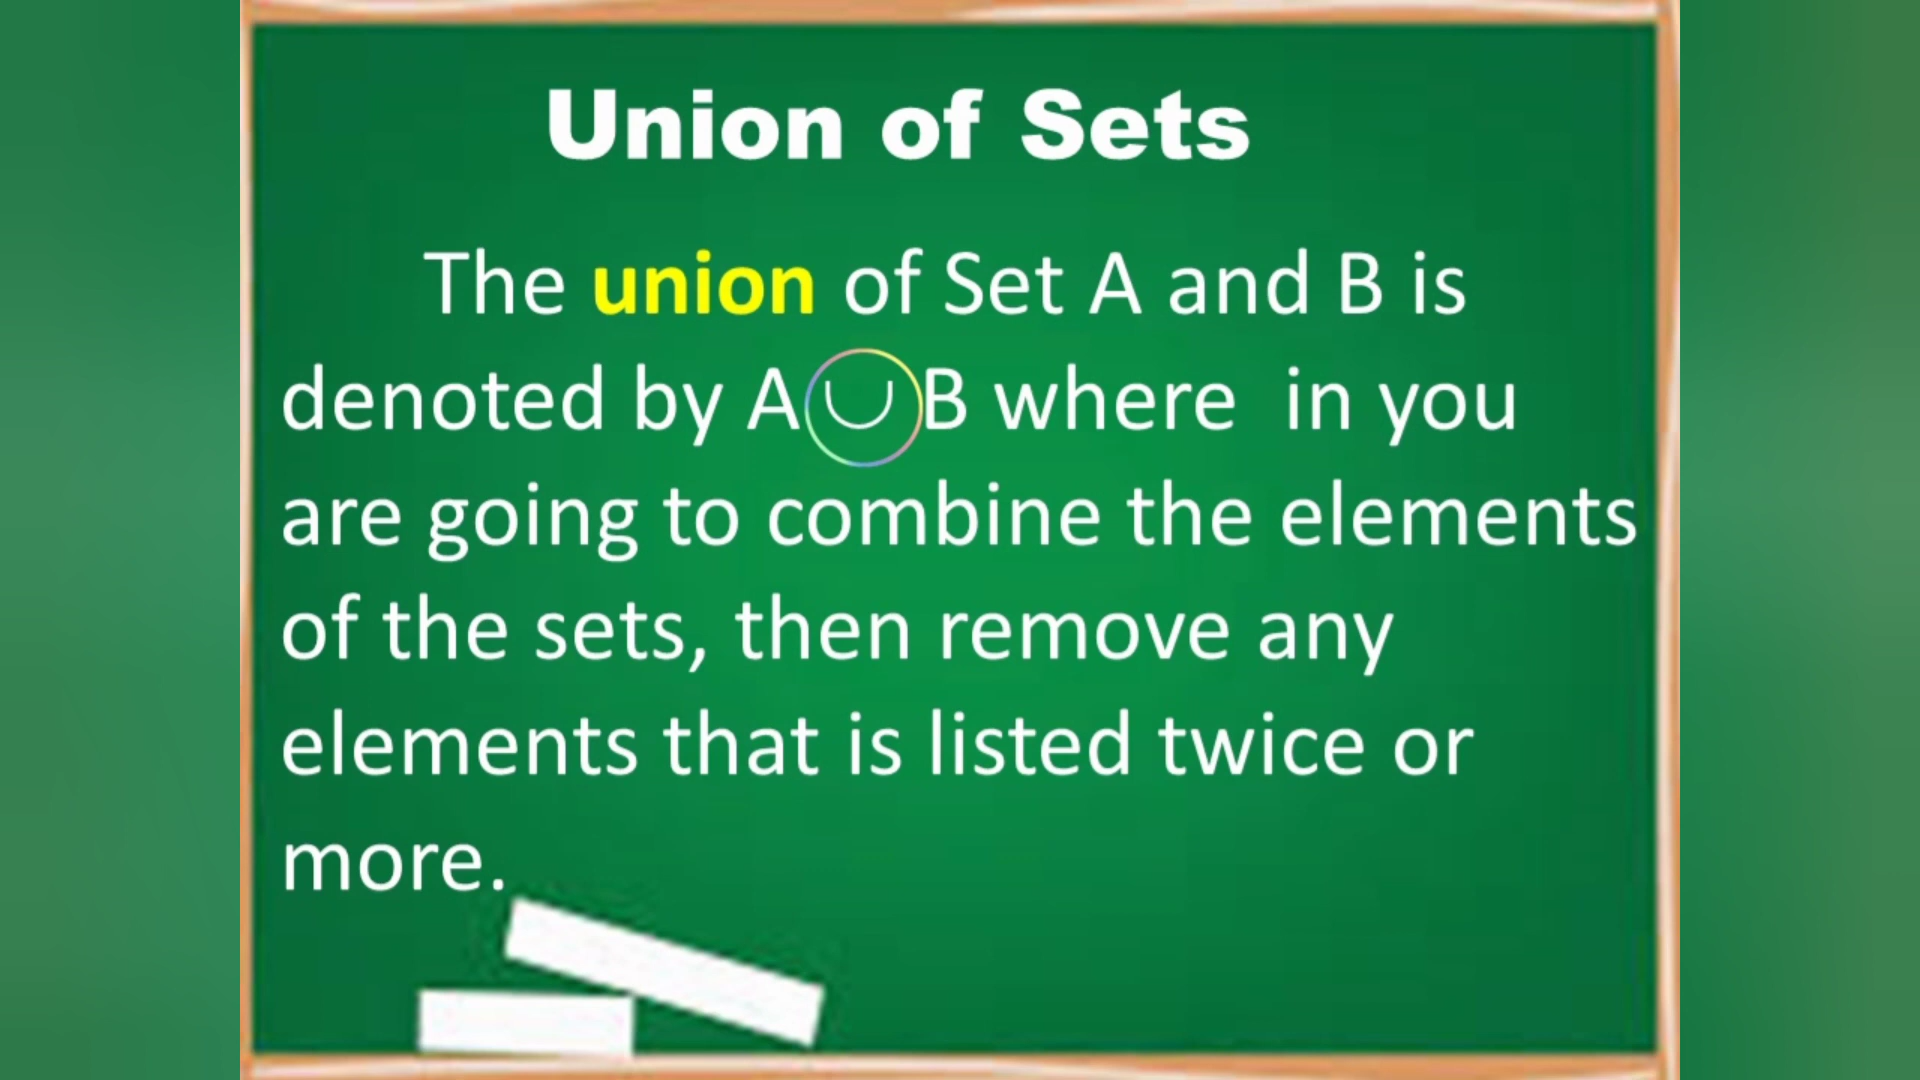 Union of Sets
The union of Set A and B is
denoted by A∪B where in you
are going to combine the elements
of the sets, then remove any
elements that is listed twice or
more.